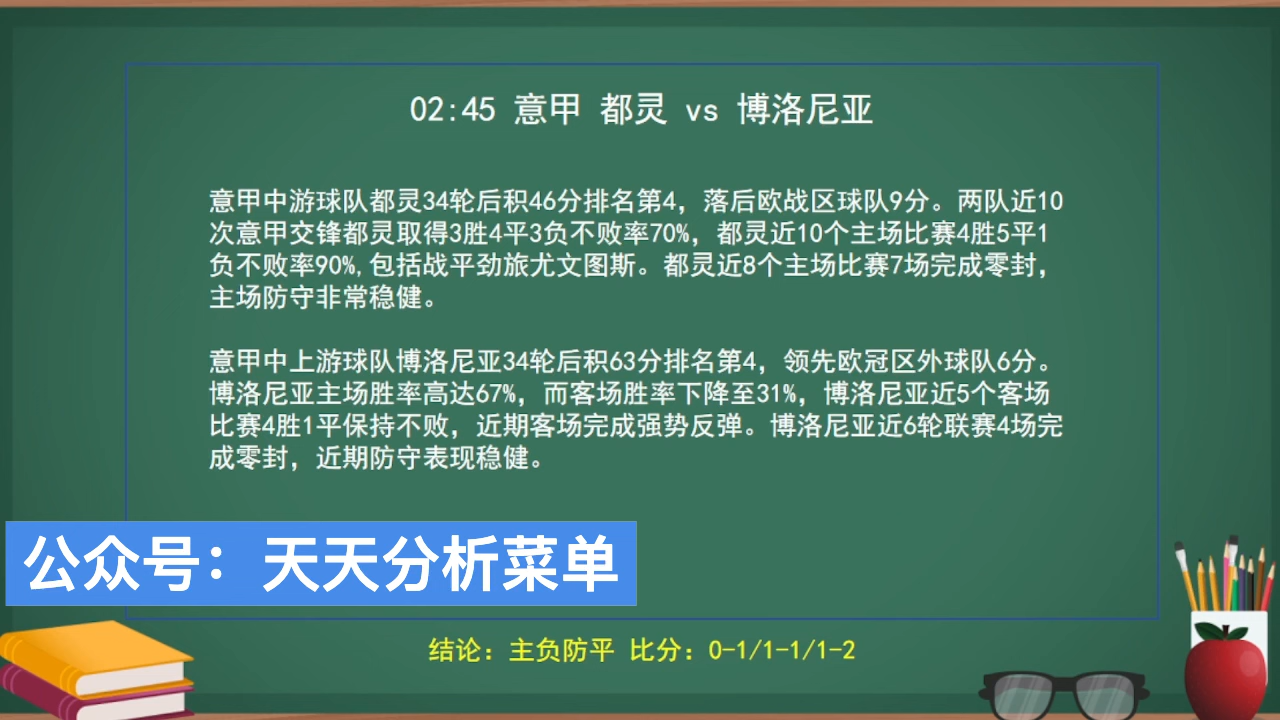 02:45 意甲 都灵 vs 博洛尼亚
意甲中游球队都灵34轮后积46分排名第4，落后欧战区球队9分。两队近10
次意甲交锋都灵取得3胜4平3负不败率70%，都灵近10个主场比赛4胜5平1
负不败率90%,包括战平劲旅尤文图斯。都灵近8个主场比赛7场完成零封，
主场防守非常稳健。
意甲中上游球队博洛尼亚34轮后积63分排名第4，领先欧冠区外球队6分。
博洛尼亚主场胜率高达67%，而客场胜率下降至31%，博洛尼亚近5个客场
比赛4胜1平保持不败，近期客场完成强势反弹。博洛尼亚近6轮联赛4场完
成零封，近期防守表现稳健。
公众号：天天分析菜单
结论：主负防平 比分：0-1/1-1/1-2